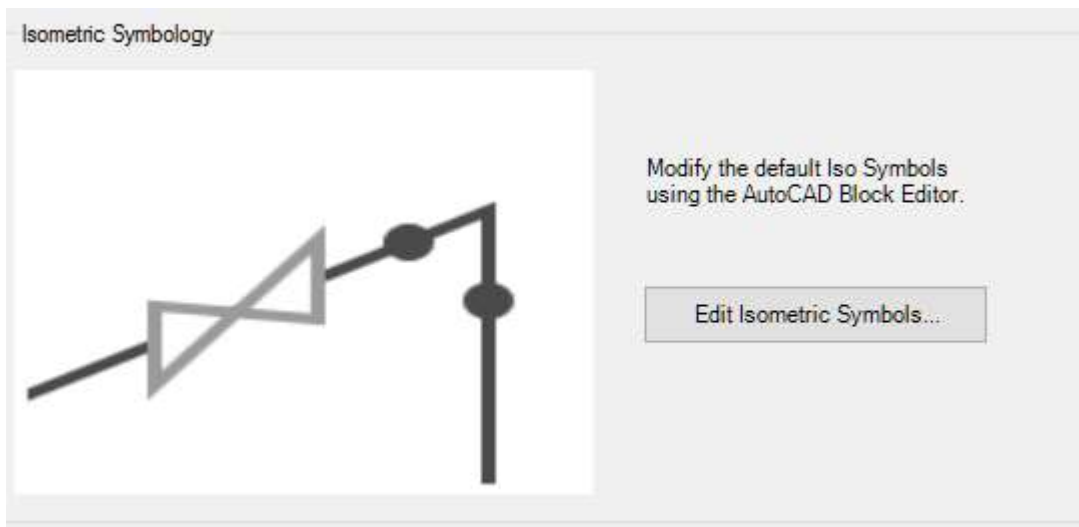 Isometric Symbology
Modify the default Iso Symbols
using the AutoCAD Block Editor.
Edit Isometric Symbols...